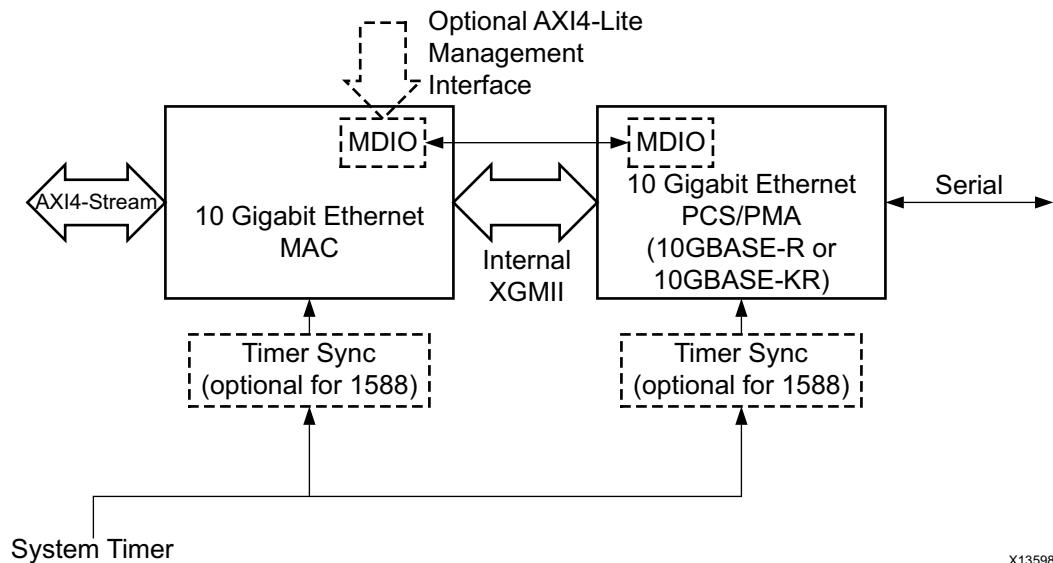 Optional AXI4-Lite
Management
Interface
MDIO
MDIO
AXI4-Stream
10 Gigabit Ethernet
MAC
Internal
XGMII
10 Gigabit Ethernet
PCS/PMA
(10GBASE-R or
10GBASE-KR)
Serial
Timer Sync
(optional for 1588)
Timer Sync
(optional for 1588)
System Timer
X13598